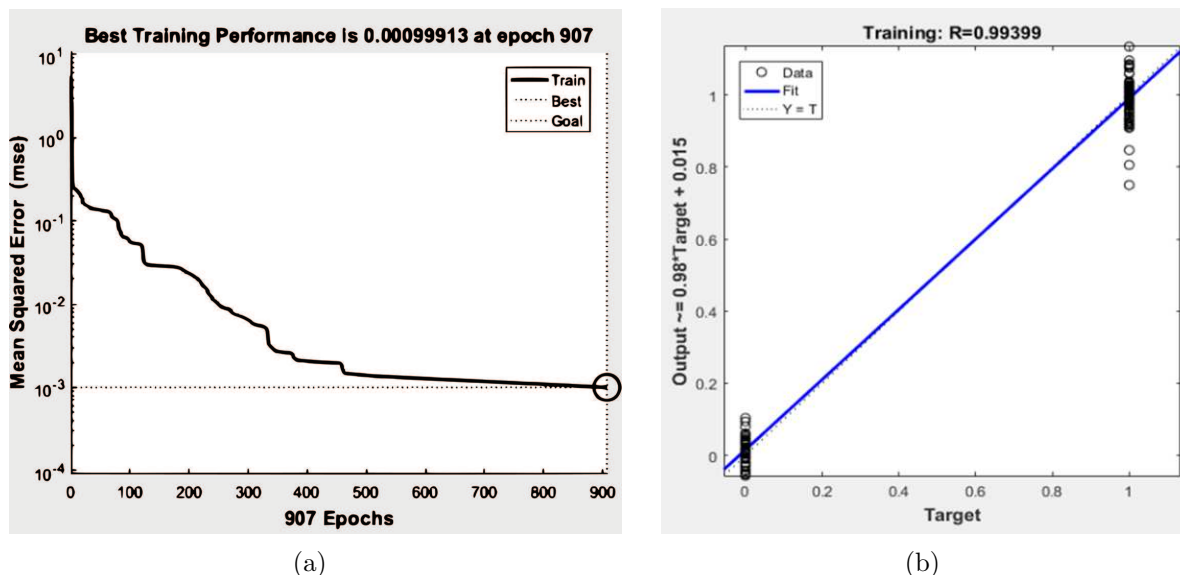 Best Training Performance is 0.00099913 at epoch 907
Train
Best
Goal
Mean Squared Error (mse)
10^1
10^0
10^-1
10^-2
10^-3
10^-4
0 100 200 300 400 500 600 700 800 900
907 Epochs
(a)
Training: R=0.99399
Data
Fit
Y = T
Output ~= 0.98*Target + 0.015
1
0.8
0.6
0.4
0.2
0
0 0.2 0.4 0.6 0.8 1
Target
(b)